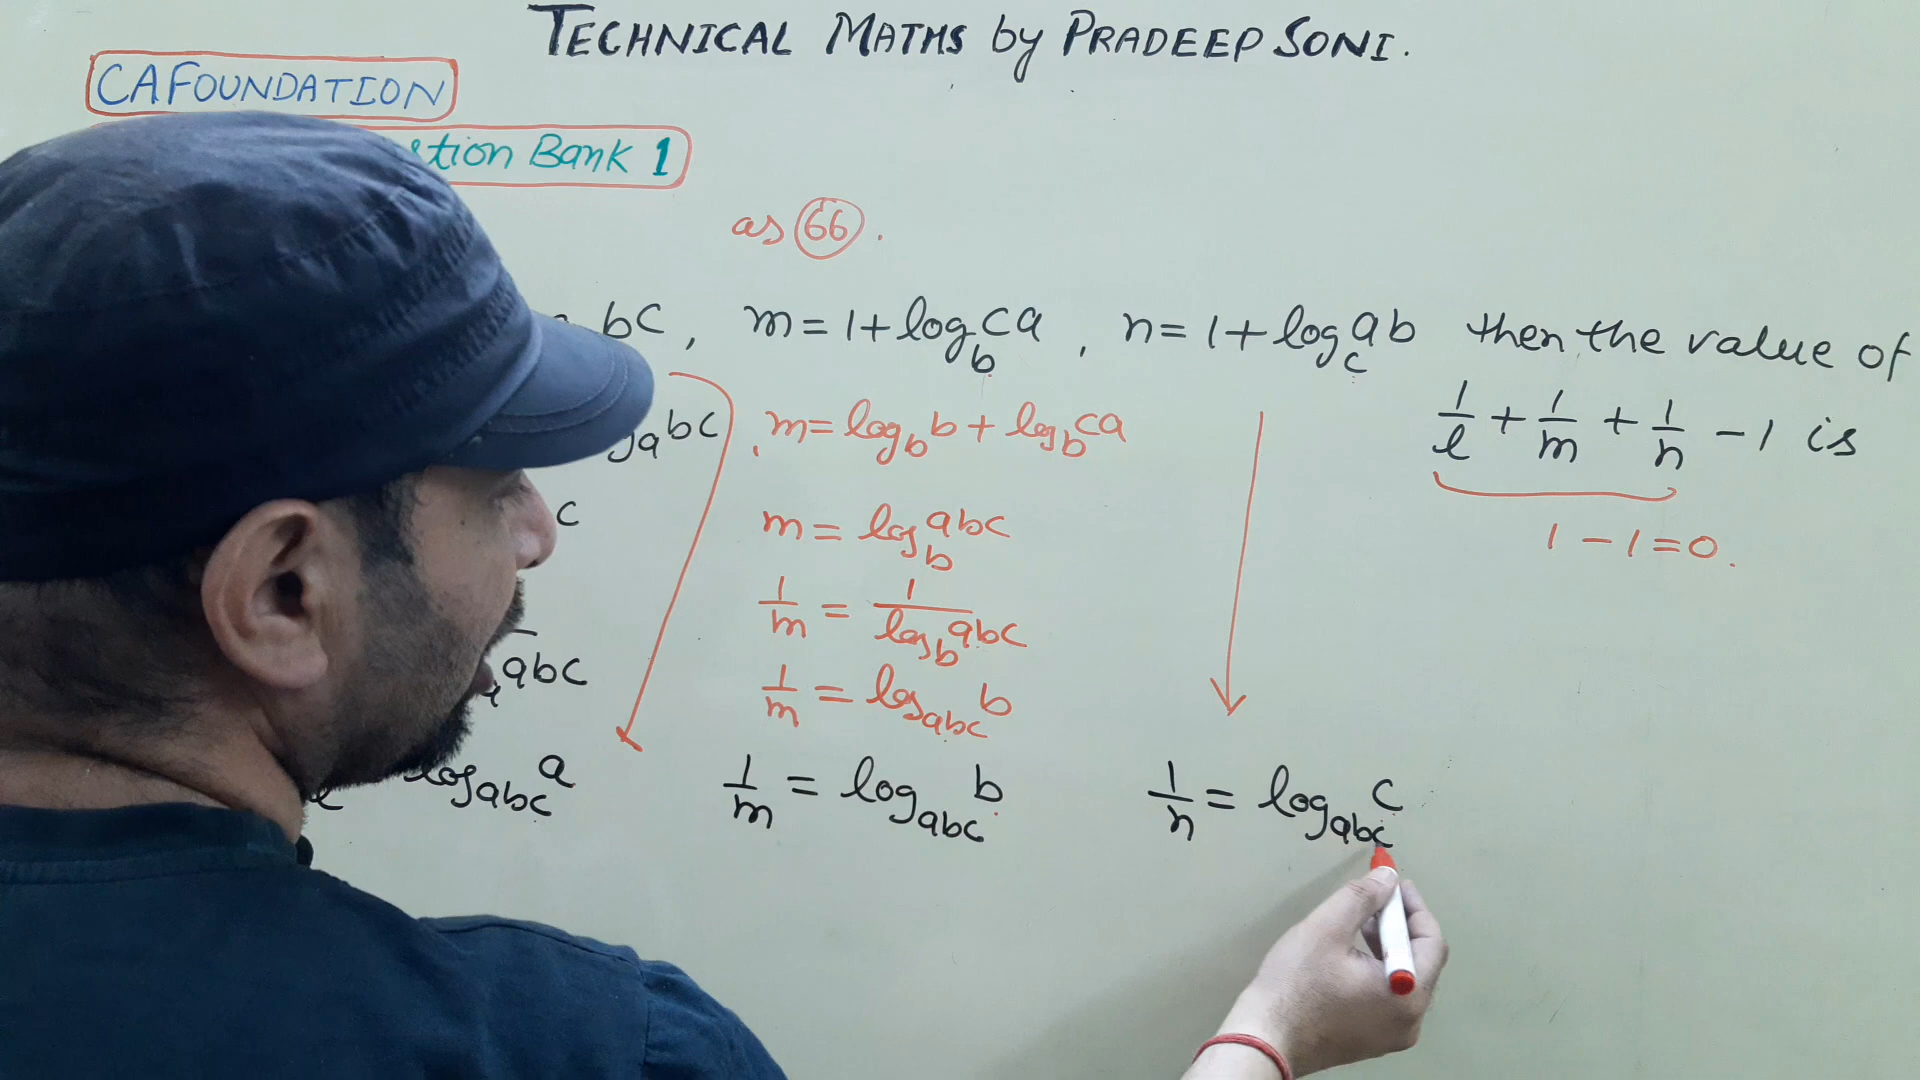 TECHNICAL MATHS by PRADEEP SONI.
CA FOUNDATION
Bank 1
as 66.
bc, m = 1 + log_b ca, n = 1 + log_c ab then the value of
1/l + 1/m + 1/n - 1 is
1 - 1 = 0.
a bc
m = log_b b + log_b ca
c
m = log_b abc
1/m = 1/log_b abc
abc
1/m = log_abc b
l log_abc a
1/m = log_abc b
1/n = log_abc c